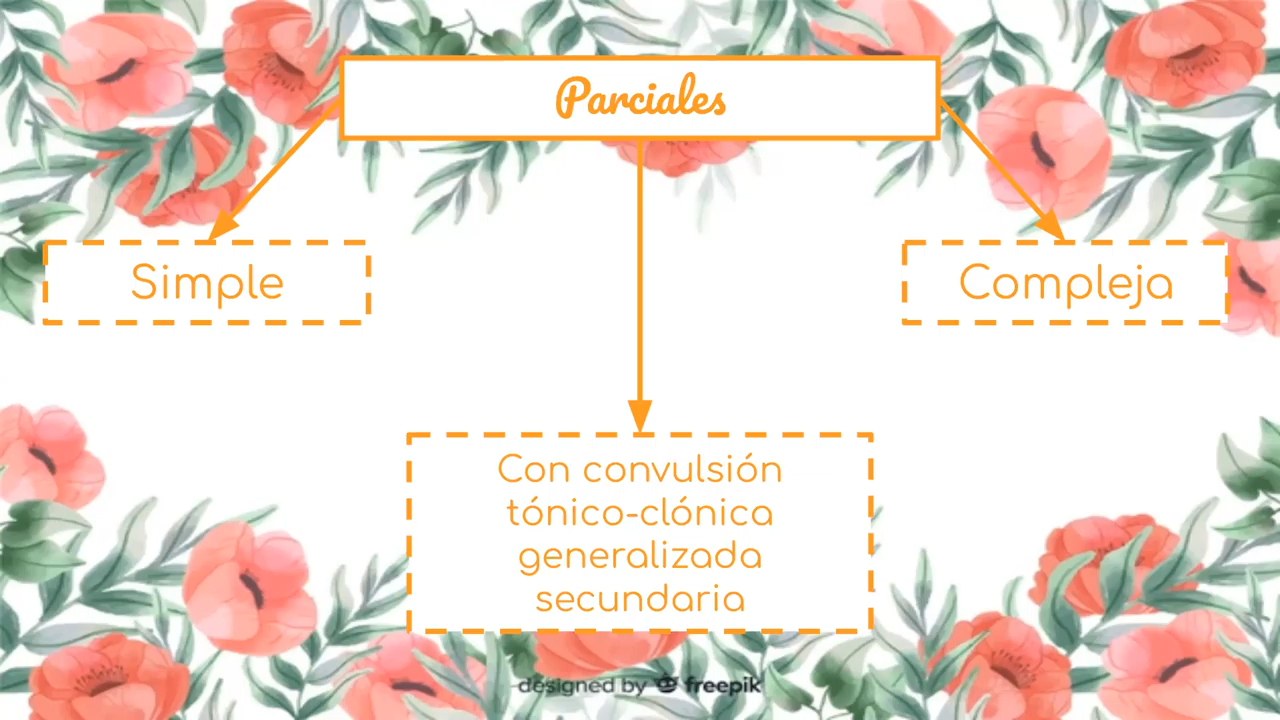 Parciales
Simple
Compleja
Con convulsión
tónico-clónica
generalizada
secundaria
designed by freepik